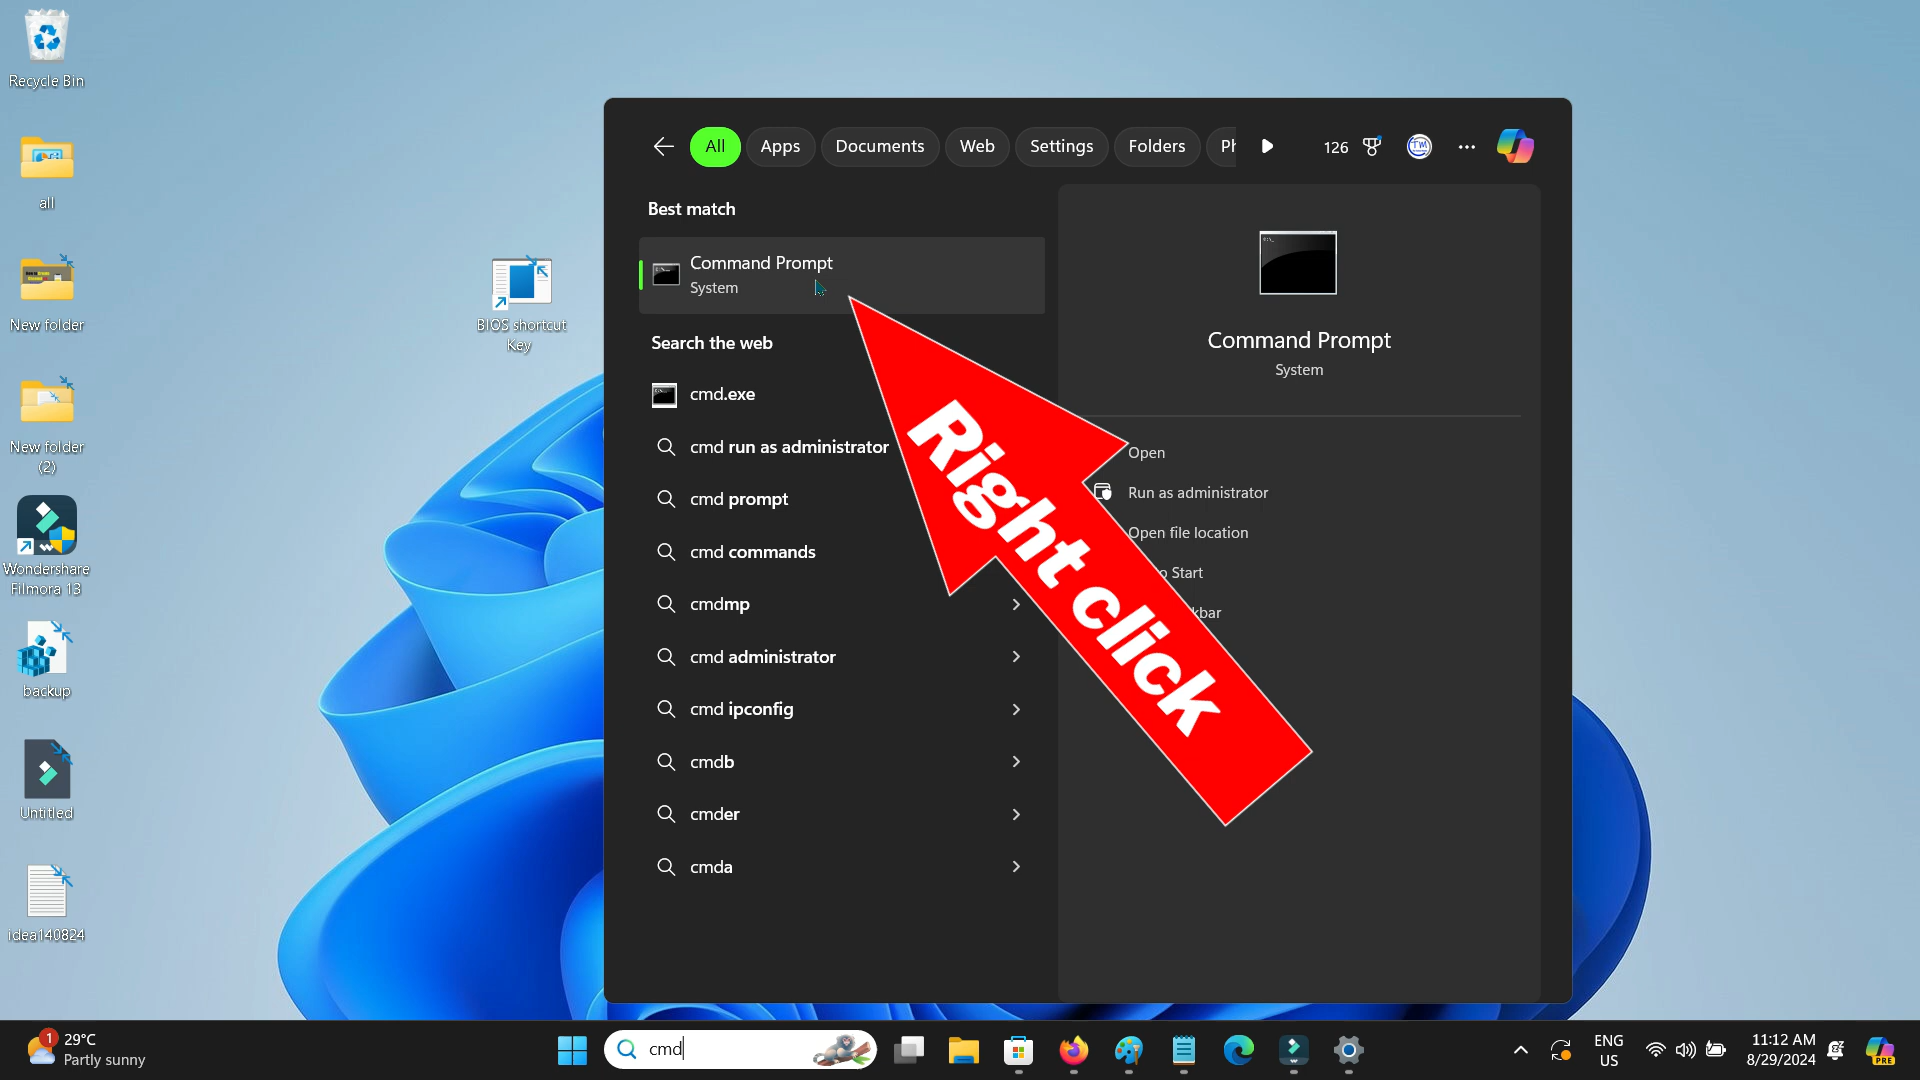 Recycle Bin
all
New folder
New folder
(2)
Wondershare
Filmora 13
backup
Untitled
idea140824
BIOS shortcut
Key
All
Apps
Documents
Web
Settings
Folders
126
Best match
Command Prompt
System
Search the web
cmd.exe
cmd run as administrator
cmd prompt
cmd commands
cmdmp
cmd administrator
cmd ipconfig
cmdb
cmder
cmda
Command Prompt
System
Open
Run as administrator
Open file location
Start
Right click
1
29°C
Partly sunny
cmd
ENG
US
11:12 AM
8/29/2024
PRE